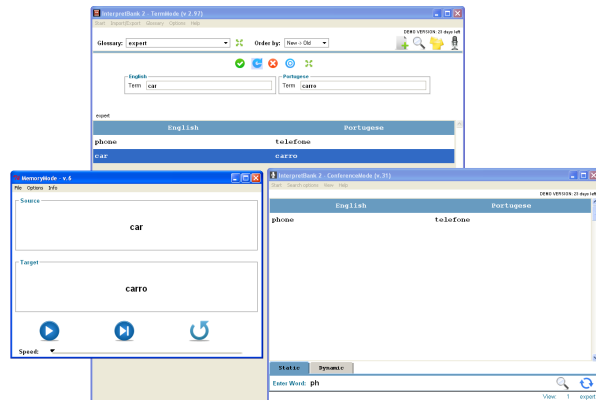 InterpretBank 2 - TermMode (v.2.97)
Start Import/Export Glossary Options Help
DEMO VERSION: 23 days left
Glossary: expert Order by: New-> Old
English
Term car
Portugese
Term carro
expert
English Portugese
phone telefone
car carro
MemoryMode - v.6
File Options Info
Source
car
Target
carro
Speed:
InterpretBank 2 - ConferenceMode (v.31)
Start Search options View Help
DEMO VERSION: 23 days left
English Portugese
phone telefone
Static Dynamic
Enter Word: ph
View: 1 expert